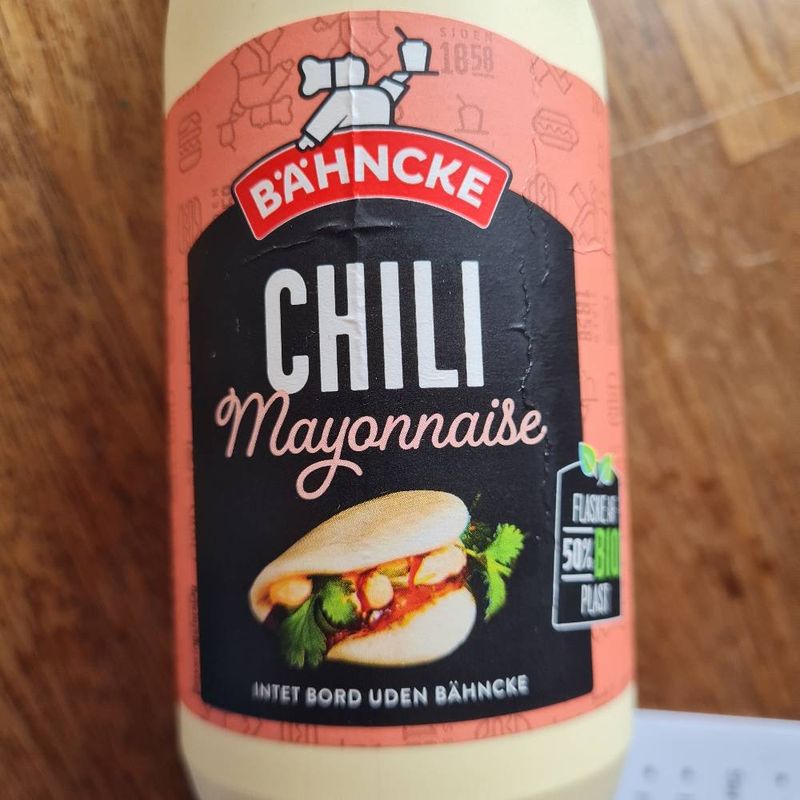 SIDEN
1858
BÄHNCKE
CHILI
Mayonnaise
FLASKE AF
50% BIO
PLAST
INTET BORD UDEN BÄHNCKE